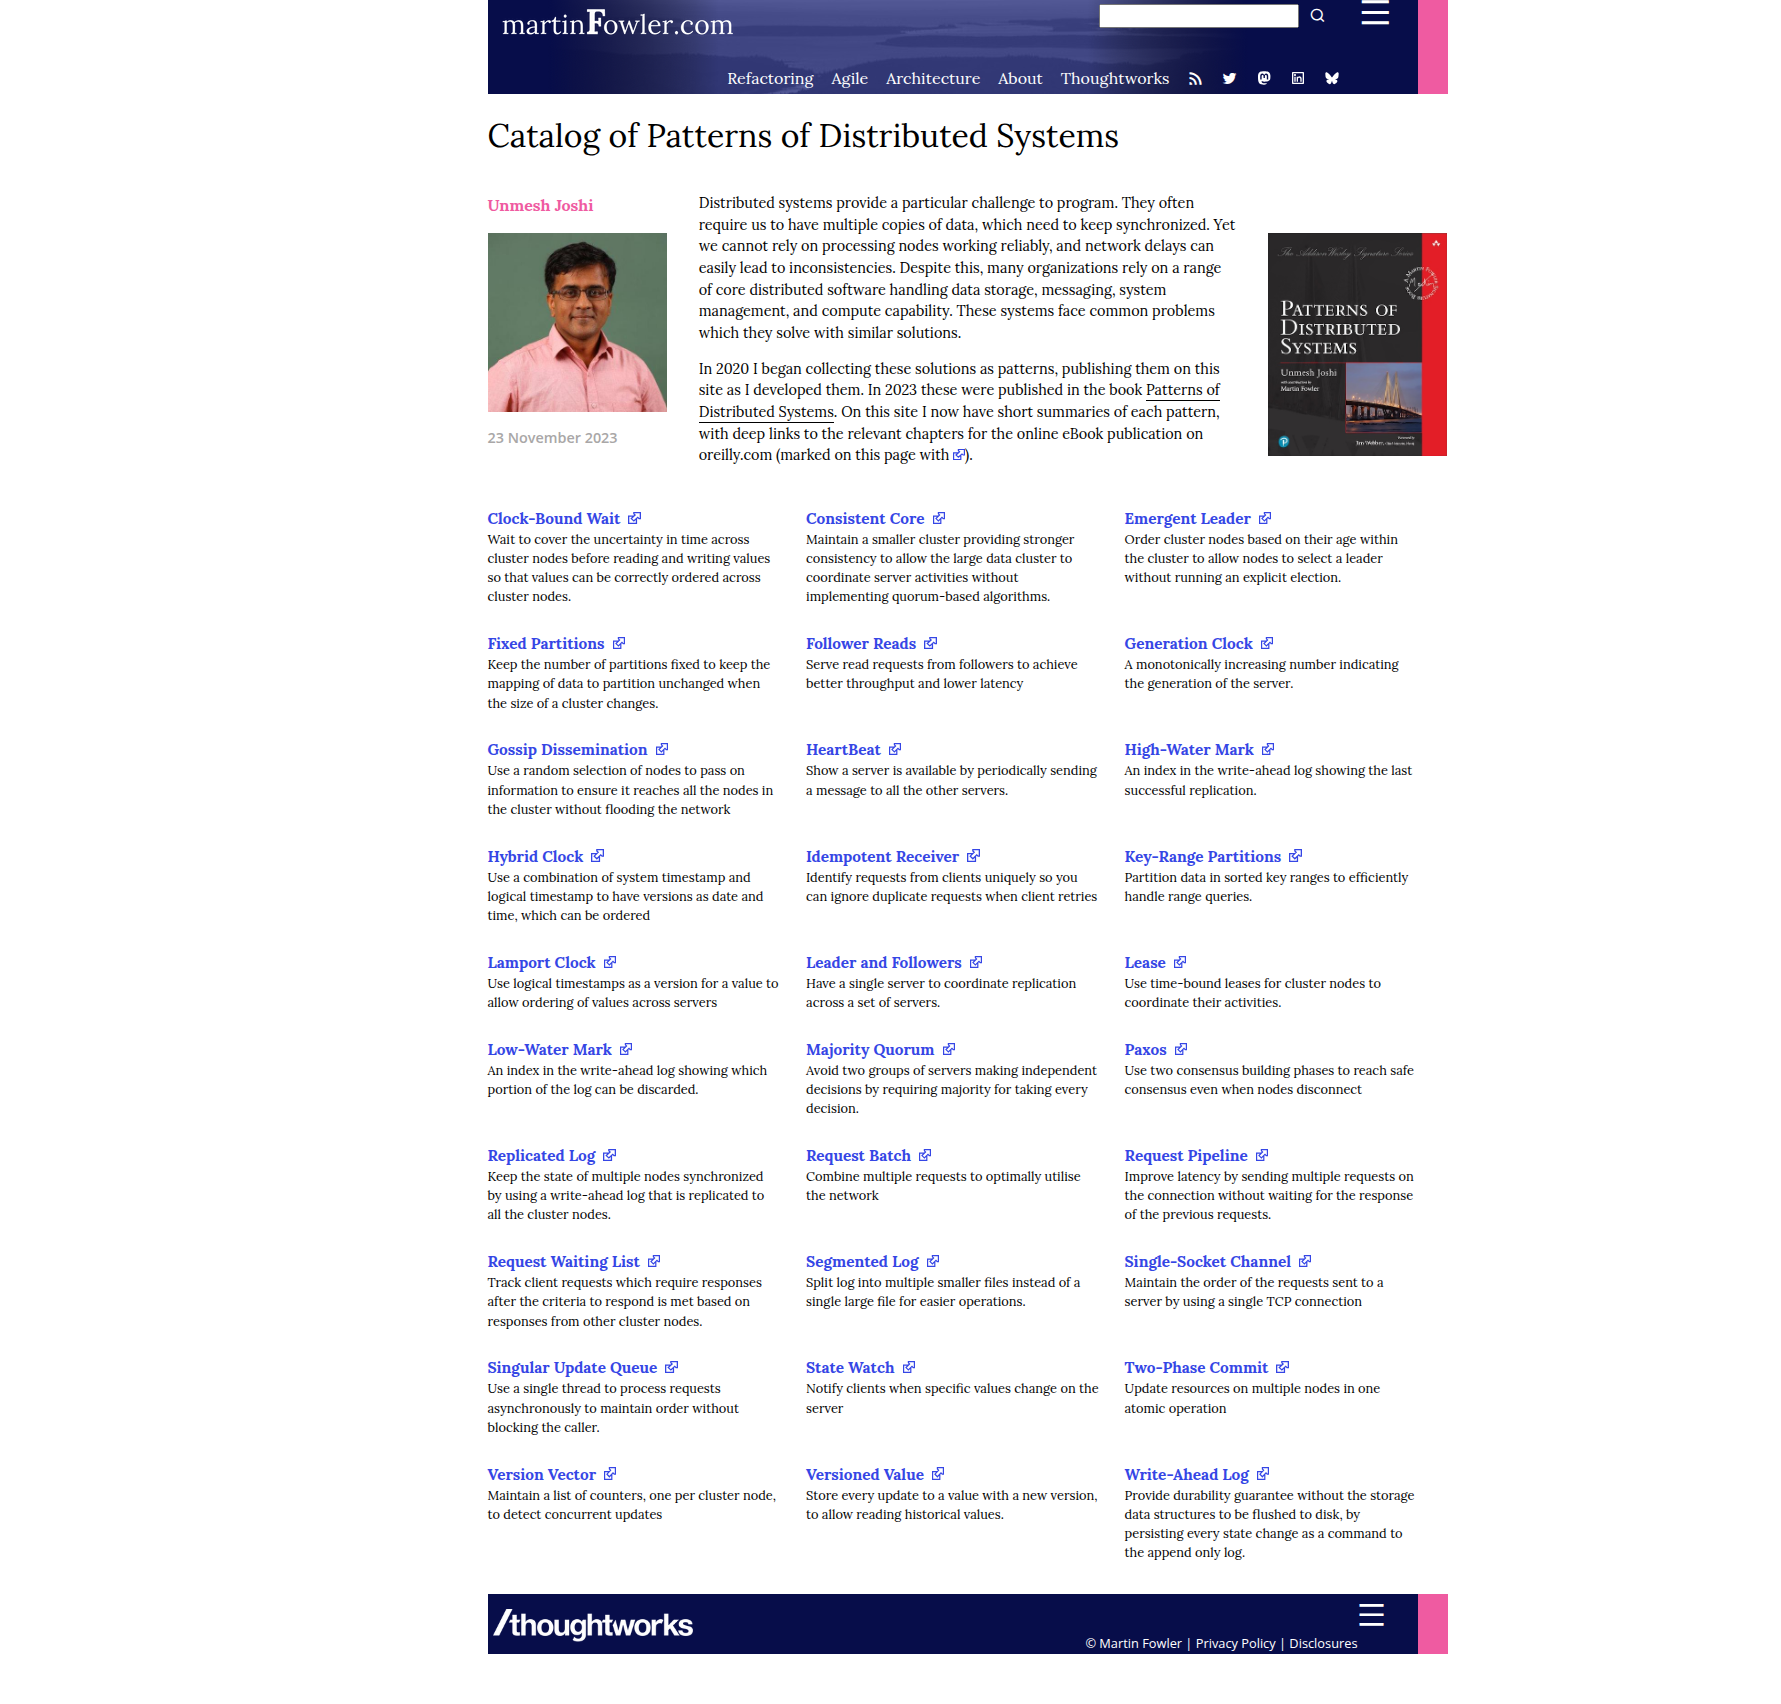 martinFowler.com
Refactoring Agile Architecture About Thoughtworks
Catalog of Patterns of Distributed Systems
Unmesh Joshi
23 November 2023
Distributed systems provide a particular challenge to program. They often
require us to have multiple copies of data, which need to keep synchronized. Yet
we cannot rely on processing nodes working reliably, and network delays can
easily lead to inconsistencies. Despite this, many organizations rely on a range
of core distributed software handling data storage, messaging, system
management, and compute capability. These systems face common problems
which they solve with similar solutions.
In 2020 I began collecting these solutions as patterns, publishing them on this
site as I developed them. In 2023 these were published in the book Patterns of
Distributed Systems. On this site I now have short summaries of each pattern,
with deep links to the relevant chapters for the online eBook publication on
oreilly.com (marked on this page with ).
The Addison-Wesley Signature Series
PATTERNS OF
DISTRIBUTED
SYSTEMS
Unmesh Joshi
with contributions by
Martin Fowler
Foreword by
Jim Webber,
Clock-Bound Wait
Wait to cover the uncertainty in time across
cluster nodes before reading and writing values
so that values can be correctly ordered across
cluster nodes.
Consistent Core
Maintain a smaller cluster providing stronger
consistency to allow the large data cluster to
coordinate server activities without
implementing quorum-based algorithms.
Emergent Leader
Order cluster nodes based on their age within
the cluster to allow nodes to select a leader
without running an explicit election.
Fixed Partitions
Keep the number of partitions fixed to keep the
mapping of data to partition unchanged when
the size of a cluster changes.
Follower Reads
Serve read requests from followers to achieve
better throughput and lower latency
Generation Clock
A monotonically increasing number indicating
the generation of the server.
Gossip Dissemination
Use a random selection of nodes to pass on
information to ensure it reaches all the nodes in
the cluster without flooding the network
HeartBeat
Show a server is available by periodically sending
a message to all the other servers.
High-Water Mark
An index in the write-ahead log showing the last
successful replication.
Hybrid Clock
Use a combination of system timestamp and
logical timestamp to have versions as date and
time, which can be ordered
Idempotent Receiver
Identify requests from clients uniquely so you
can ignore duplicate requests when client retries
Key-Range Partitions
Partition data in sorted key ranges to efficiently
handle range queries.
Lamport Clock
Use logical timestamps as a version for a value to
allow ordering of values across servers
Leader and Followers
Have a single server to coordinate replication
across a set of servers.
Lease
Use time-bound leases for cluster nodes to
coordinate their activities.
Low-Water Mark
An index in the write-ahead log showing which
portion of the log can be discarded.
Majority Quorum
Avoid two groups of servers making independent
decisions by requiring majority for taking every
decision.
Paxos
Use two consensus building phases to reach safe
consensus even when nodes disconnect
Replicated Log
Keep the state of multiple nodes synchronized
by using a write-ahead log that is replicated to
all the cluster nodes.
Request Batch
Combine multiple requests to optimally utilise
the network
Request Pipeline
Improve latency by sending multiple requests on
the connection without waiting for the response
of the previous requests.
Request Waiting List
Track client requests which require responses
after the criteria to respond is met based on
responses from other cluster nodes.
Segmented Log
Split log into multiple smaller files instead of a
single large file for easier operations.
Single-Socket Channel
Maintain the order of the requests sent to a
server by using a single TCP connection
Singular Update Queue
Use a single thread to process requests
asynchronously to maintain order without
blocking the caller.
State Watch
Notify clients when specific values change on the
server
Two-Phase Commit
Update resources on multiple nodes in one
atomic operation
Version Vector
Maintain a list of counters, one per cluster node,
to detect concurrent updates
Versioned Value
Store every update to a value with a new version,
to allow reading historical values.
Write-Ahead Log
Provide durability guarantee without the storage
data structures to be flushed to disk, by
persisting every state change as a command to
the append only log.
/thoughtworks
© Martin Fowler | Privacy Policy | Disclosures